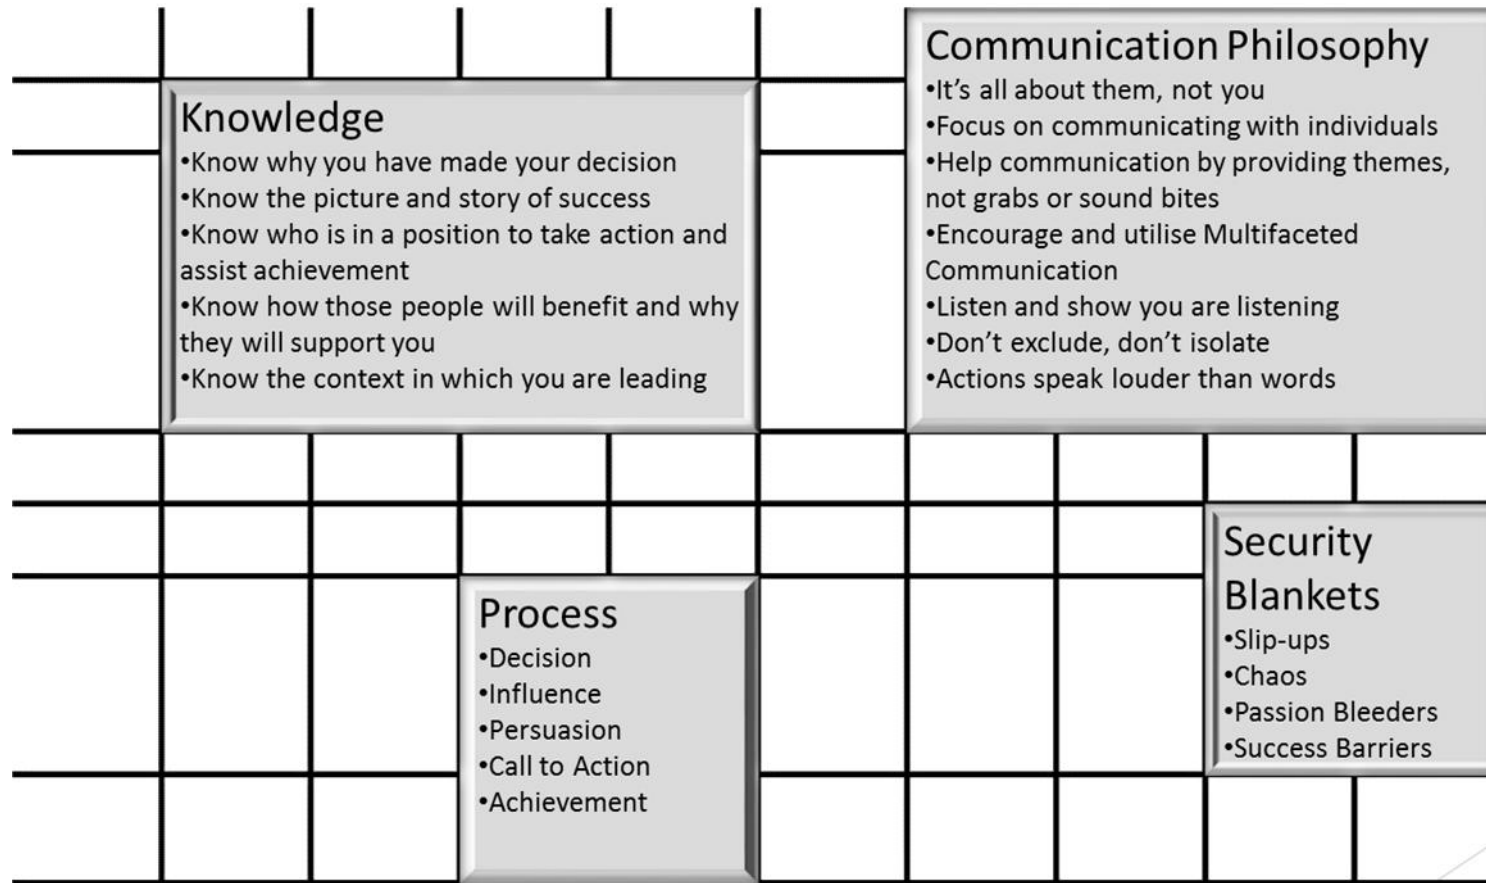 Knowledge
•Know why you have made your decision
•Know the picture and story of success
•Know who is in a position to take action and
assist achievement
•Know how those people will benefit and why
they will support you
•Know the context in which you are leading
Communication Philosophy
•It's all about them, not you
•Focus on communicating with individuals
•Help communication by providing themes,
not grabs or sound bites
•Encourage and utilise Multifaceted
Communication
•Listen and show you are listening
•Don't exclude, don't isolate
•Actions speak louder than words
Process
•Decision
•Influence
•Persuasion
•Call to Action
•Achievement
Security
Blankets
•Slip-ups
•Chaos
•Passion Bleeders
•Success Barriers